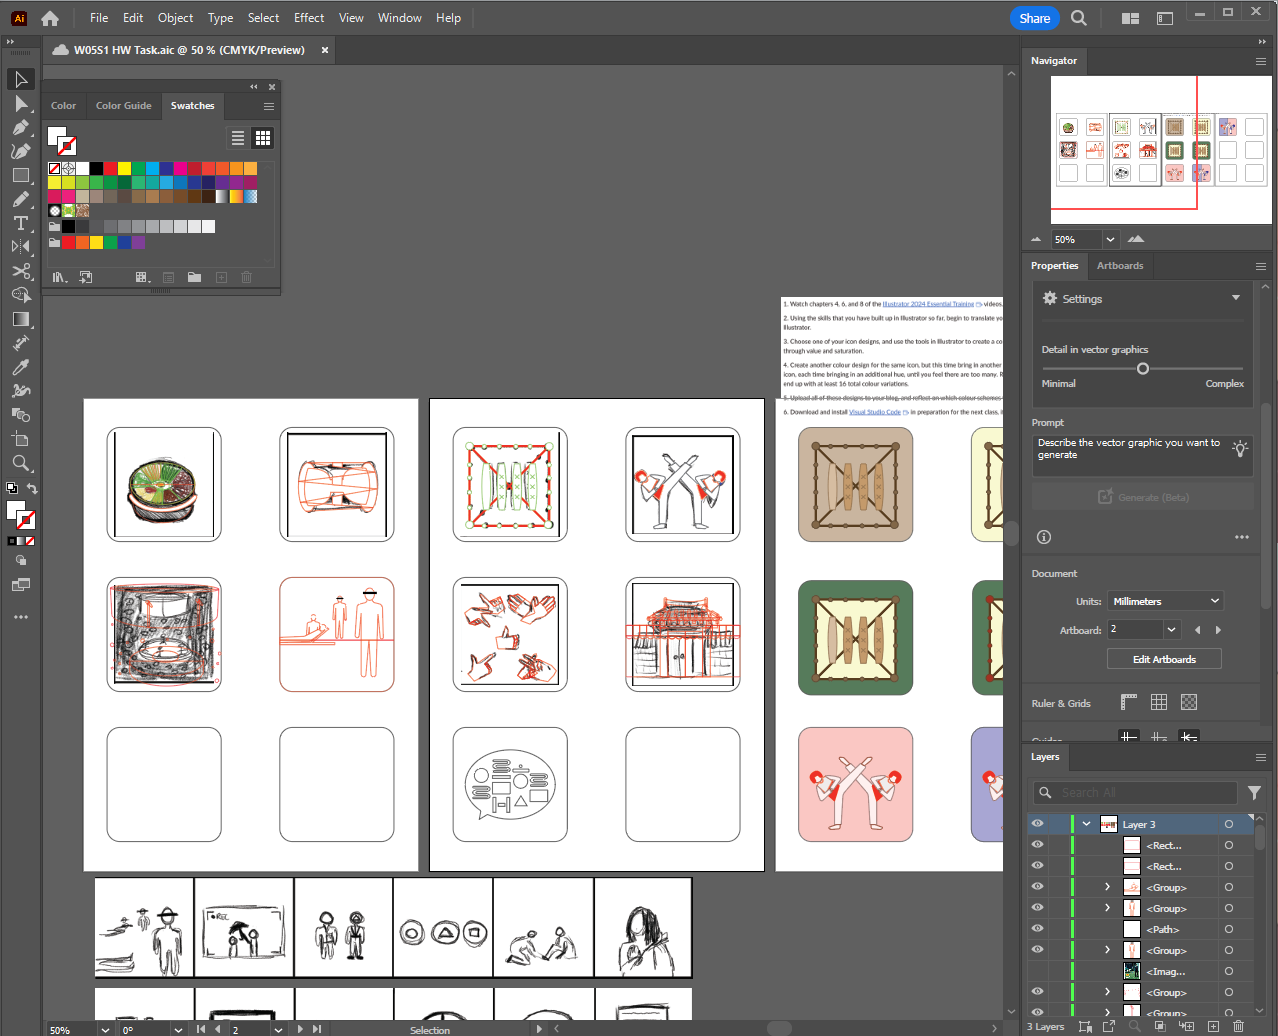 Ai File Edit Object Type Select Effect View Window Help Share
W05S1 HW Task.aic @ 50 % (CMYK/Preview) ×
Color Color Guide Swatches
Navigator
50%
Properties Artboards
Settings
Detail in vector graphics
Minimal Complex
Prompt
Describe the vector graphic you want to
generate
Generate (Beta)
Document
Units: Millimeters
Artboard: 2
Edit Artboards
Ruler & Grids
Guides
Layers
Search All
Layer 3
<Rect...
<Rect...
<Group>
<Group>
<Path>
<Group>
<Imag...
<Group>
<Group>
3 Layers
1. Watch chapters 4, 6, and 8 of the Illustrator 2024 Essential Training videos.
2. Using the skills that you have built up in Illustrator so far, begin to translate yo
Illustrator.
3. Choose one of your icon designs, and use the tools in Illustrator to create a co
through value and saturation.
4. Create another colour design for the same icon, but this time bring in another
icon, each time bringing in an additional hue, until you feel there are too many. R
end up with at least 16 total colour variations.
5. Upload all of these designs to your blog, and reflect on which colour schemes
6. Download and install Visual Studio Code in preparation for the next class. I
REC
50% 0° 2 Selection